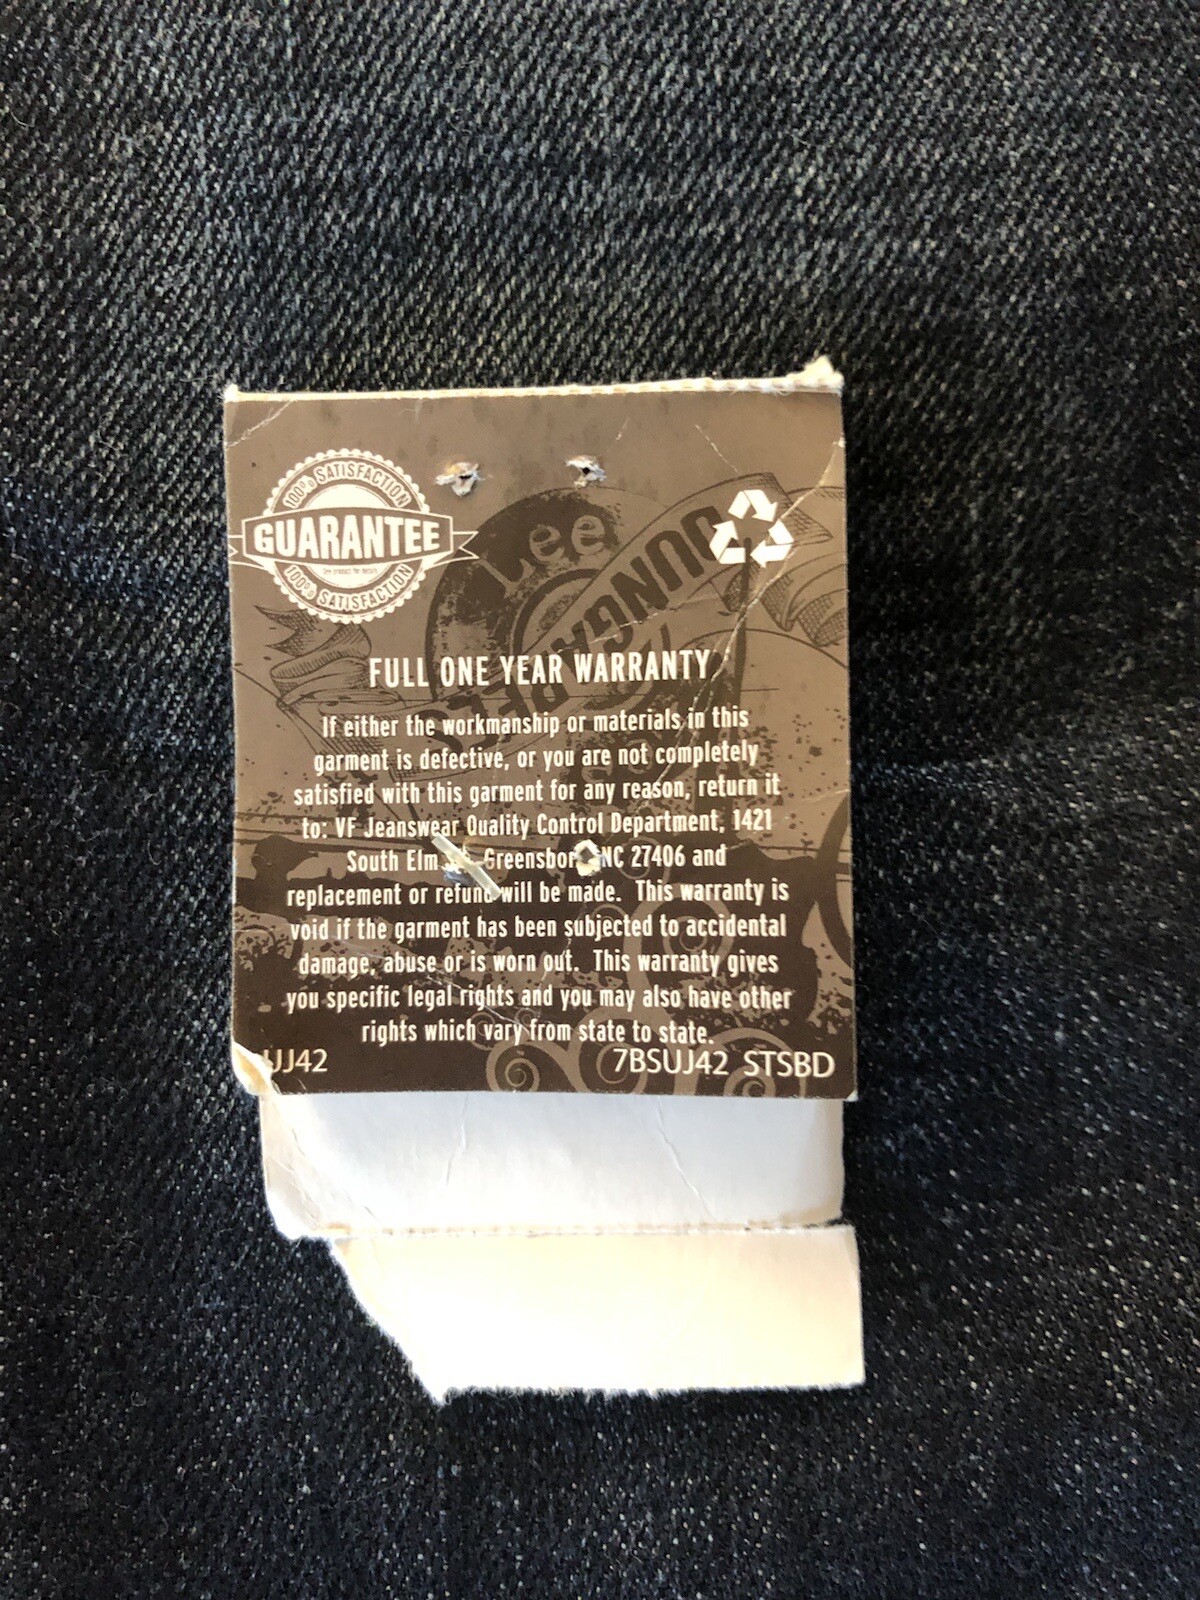 100% SATISFACTION
GUARANTEE
100% SATISFACTION
Lee
DUNGAREES
FULL ONE YEAR WARRANTY
If either the workmanship or materials in this
garment is defective, or you are not completely
satisfied with this garment for any reason, return it
to: VF Jeanswear Quality Control Department, 1421
South Elm NC 27406 and
replacement or refund will be made. This warranty is
void if the garment has been subjected to accidental
damage, abuse or is worn out. This warranty gives
you specific legal rights and you may also have other
rights which vary from state to state.
UJ42 7BSUJ42 STSBD